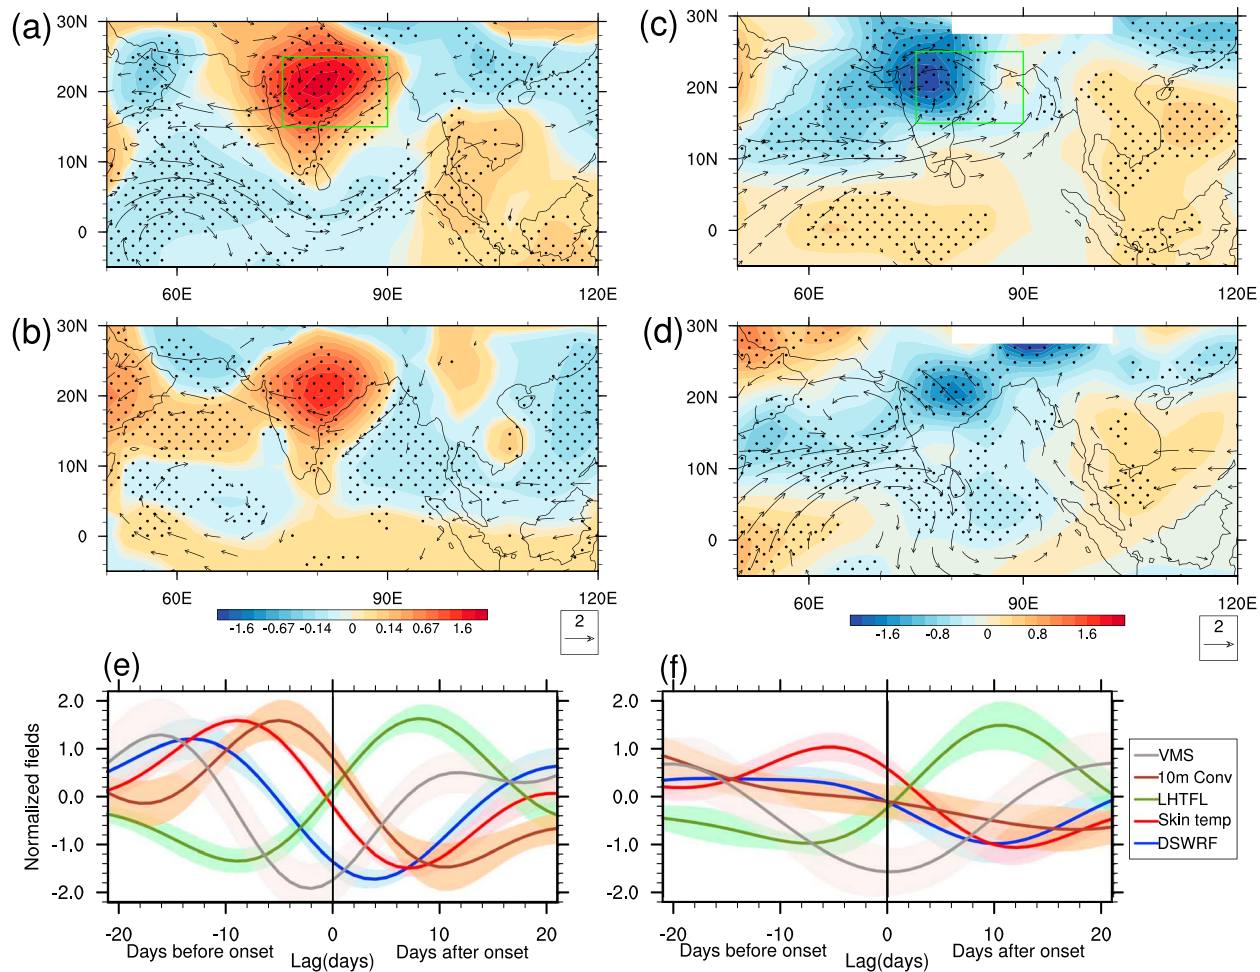 (a)
30N
20N
10N
0
60E
90E
120E
(c)
30N
20N
10N
0
60E
90E
120E
(b)
30N
20N
10N
0
60E
90E
120E
-1.6 -0.67 -0.14 0 0.14 0.67 1.6
2
(d)
30N
20N
10N
0
60E
90E
120E
-1.6 -0.8 0 0.8 1.6
2
(e)
Normalized fields
2.0
1.0
0.0
-1.0
-2.0
-20 -10 0 10 20
Days before onset
Lag(days)
Days after onset
(f)
2.0
1.0
0.0
-1.0
-2.0
-20 -10 0 10 20
Days before onset
Lag(days)
Days after onset
VMS
10m Conv
LHTFL
Skin temp
DSWRF